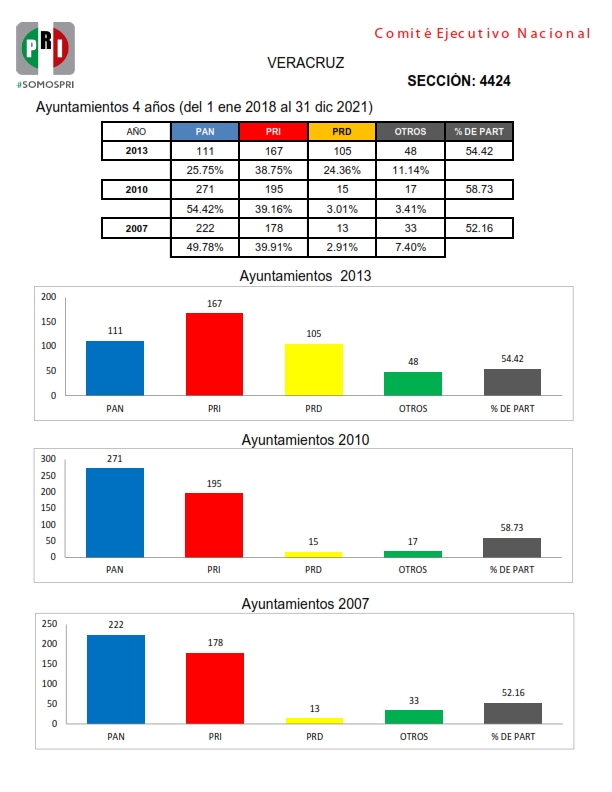 Comité Ejecutivo Nacional
PRI
#SOMOSPRI
VERACRUZ
SECCIÓN: 4424
Ayuntamientos 4 años (del 1 ene 2018 al 31 dic 2021)
AÑO PAN PRI PRD OTROS % DE PART
2013 111 167 105 48 54.42
25.75% 38.75% 24.36% 11.14%
2010 271 195 15 17 58.73
54.42% 39.16% 3.01% 3.41%
2007 222 178 13 33 52.16
49.78% 39.91% 2.91% 7.40%
Ayuntamientos 2013
200
150
100
50
0
111 167 105 48 54.42
PAN PRI PRD OTROS % DE PART
Ayuntamientos 2010
300
250
200
150
100
50
0
271 195 15 17 58.73
PAN PRI PRD OTROS % DE PART
Ayuntamientos 2007
250
200
150
100
50
0
222 178 13 33 52.16
PAN PRI PRD OTROS % DE PART